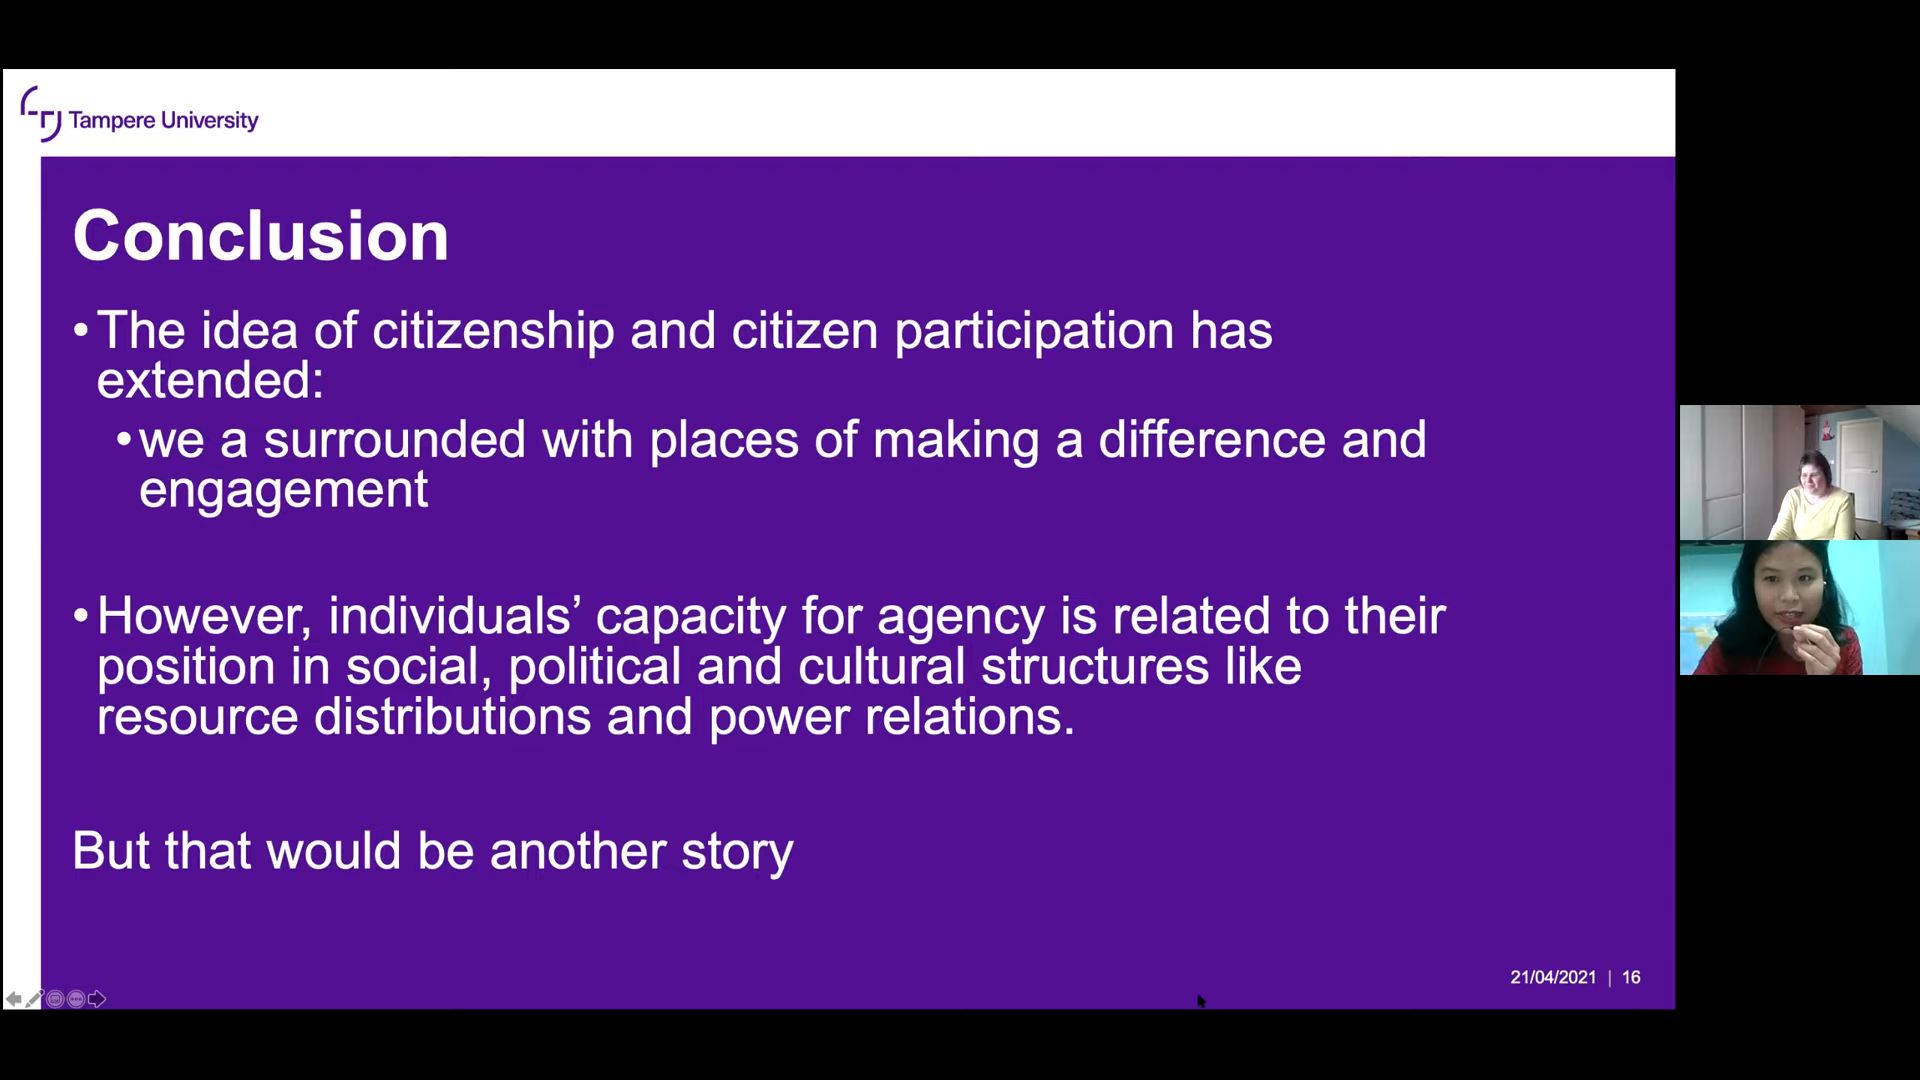 Tampere University
Conclusion
•The idea of citizenship and citizen participation has
extended:
•we a surrounded with places of making a difference and
engagement
•However, individuals’ capacity for agency is related to their
position in social, political and cultural structures like
resource distributions and power relations.
But that would be another story
21/04/2021 | 16